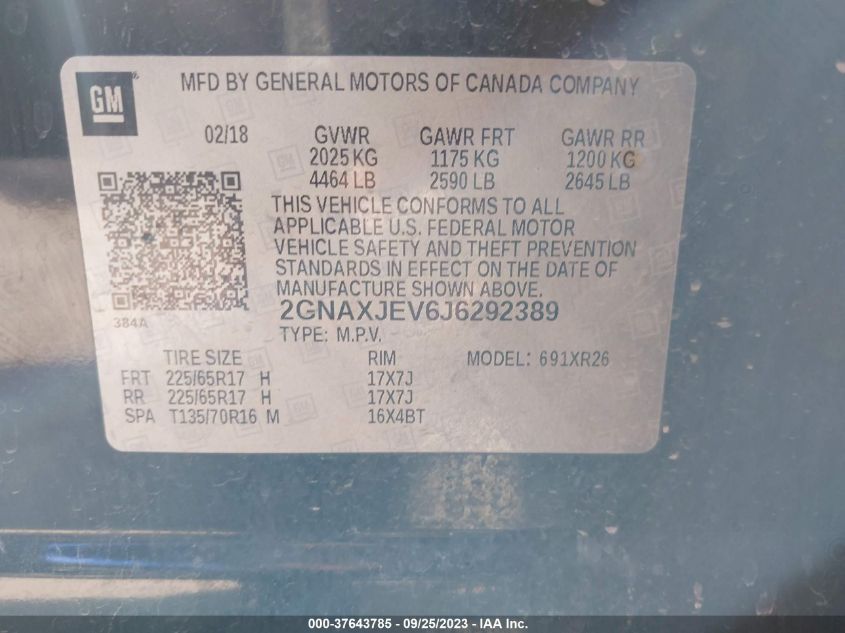 GM
MFD BY GENERAL MOTORS OF CANADA COMPANY
02/18 GVWR GAWR FRT GAWR RR
2025 KG 1175 KG 1200 KG
4464 LB 2590 LB 2645 LB
THIS VEHICLE CONFORMS TO ALL
APPLICABLE U.S. FEDERAL MOTOR
VEHICLE SAFETY AND THEFT PREVENTION
STANDARDS IN EFFECT ON THE DATE OF
MANUFACTURE SHOWN ABOVE.
384A
2GNAXJEV6J6292389
TYPE: M.P.V.
TIRE SIZE RIM MODEL: 691XR26
FRT 225/65R17 H 17X7J
RR 225/65R17 H 17X7J
SPA T135/70R16 M 16X4BT
000-37643785 - 09/25/2023 - IAA Inc.